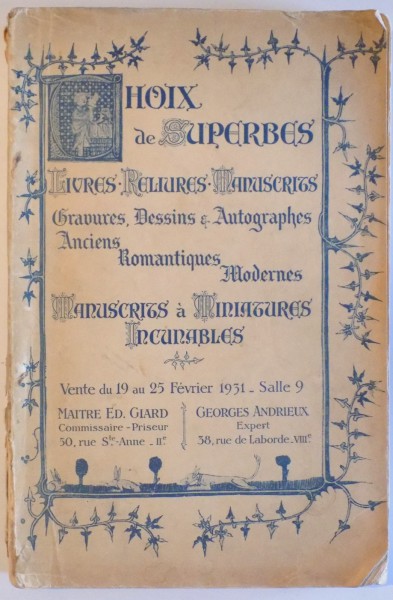 CHOIX
de SUPERBES
LIVRES · RELIURES · MANUSCRITS
Gravures, Dessins & Autographes
Anciens
Romantiques
Modernes
MANUSCRITS à MINIATURES
INCUNABLES
Vente du 19 au 25 Février 1931 - Salle 9
MAITRE ED. GIARD
Commissaire-Priseur
30, rue Ste-Anne - IIe
GEORGES ANDRIEUX
Expert
38, rue de Laborde - VIIIe